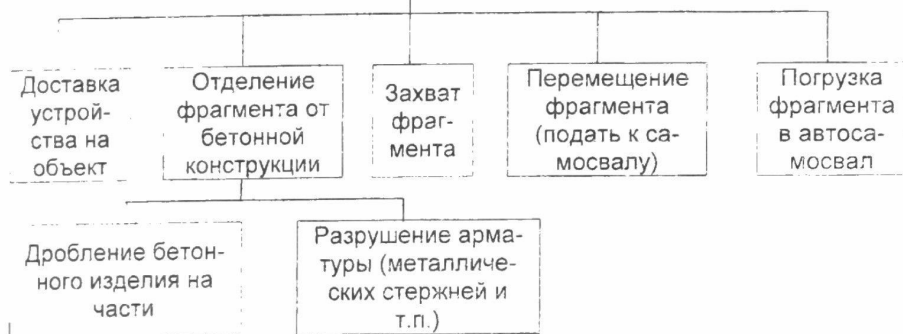 Доставка
устрой-
ства на
объект
Отделение
фрагмента от
бетонной
конструкции
Захват
фраг-
мента
Перемещение
фрагмента
(подать к са-
мосвалу)
Погрузка
фрагмента
в автоса-
мосвал
Дробление бетон-
ного изделия на
части
Разрушение арма-
туры (металличе-
ских стержней и
т.п.)